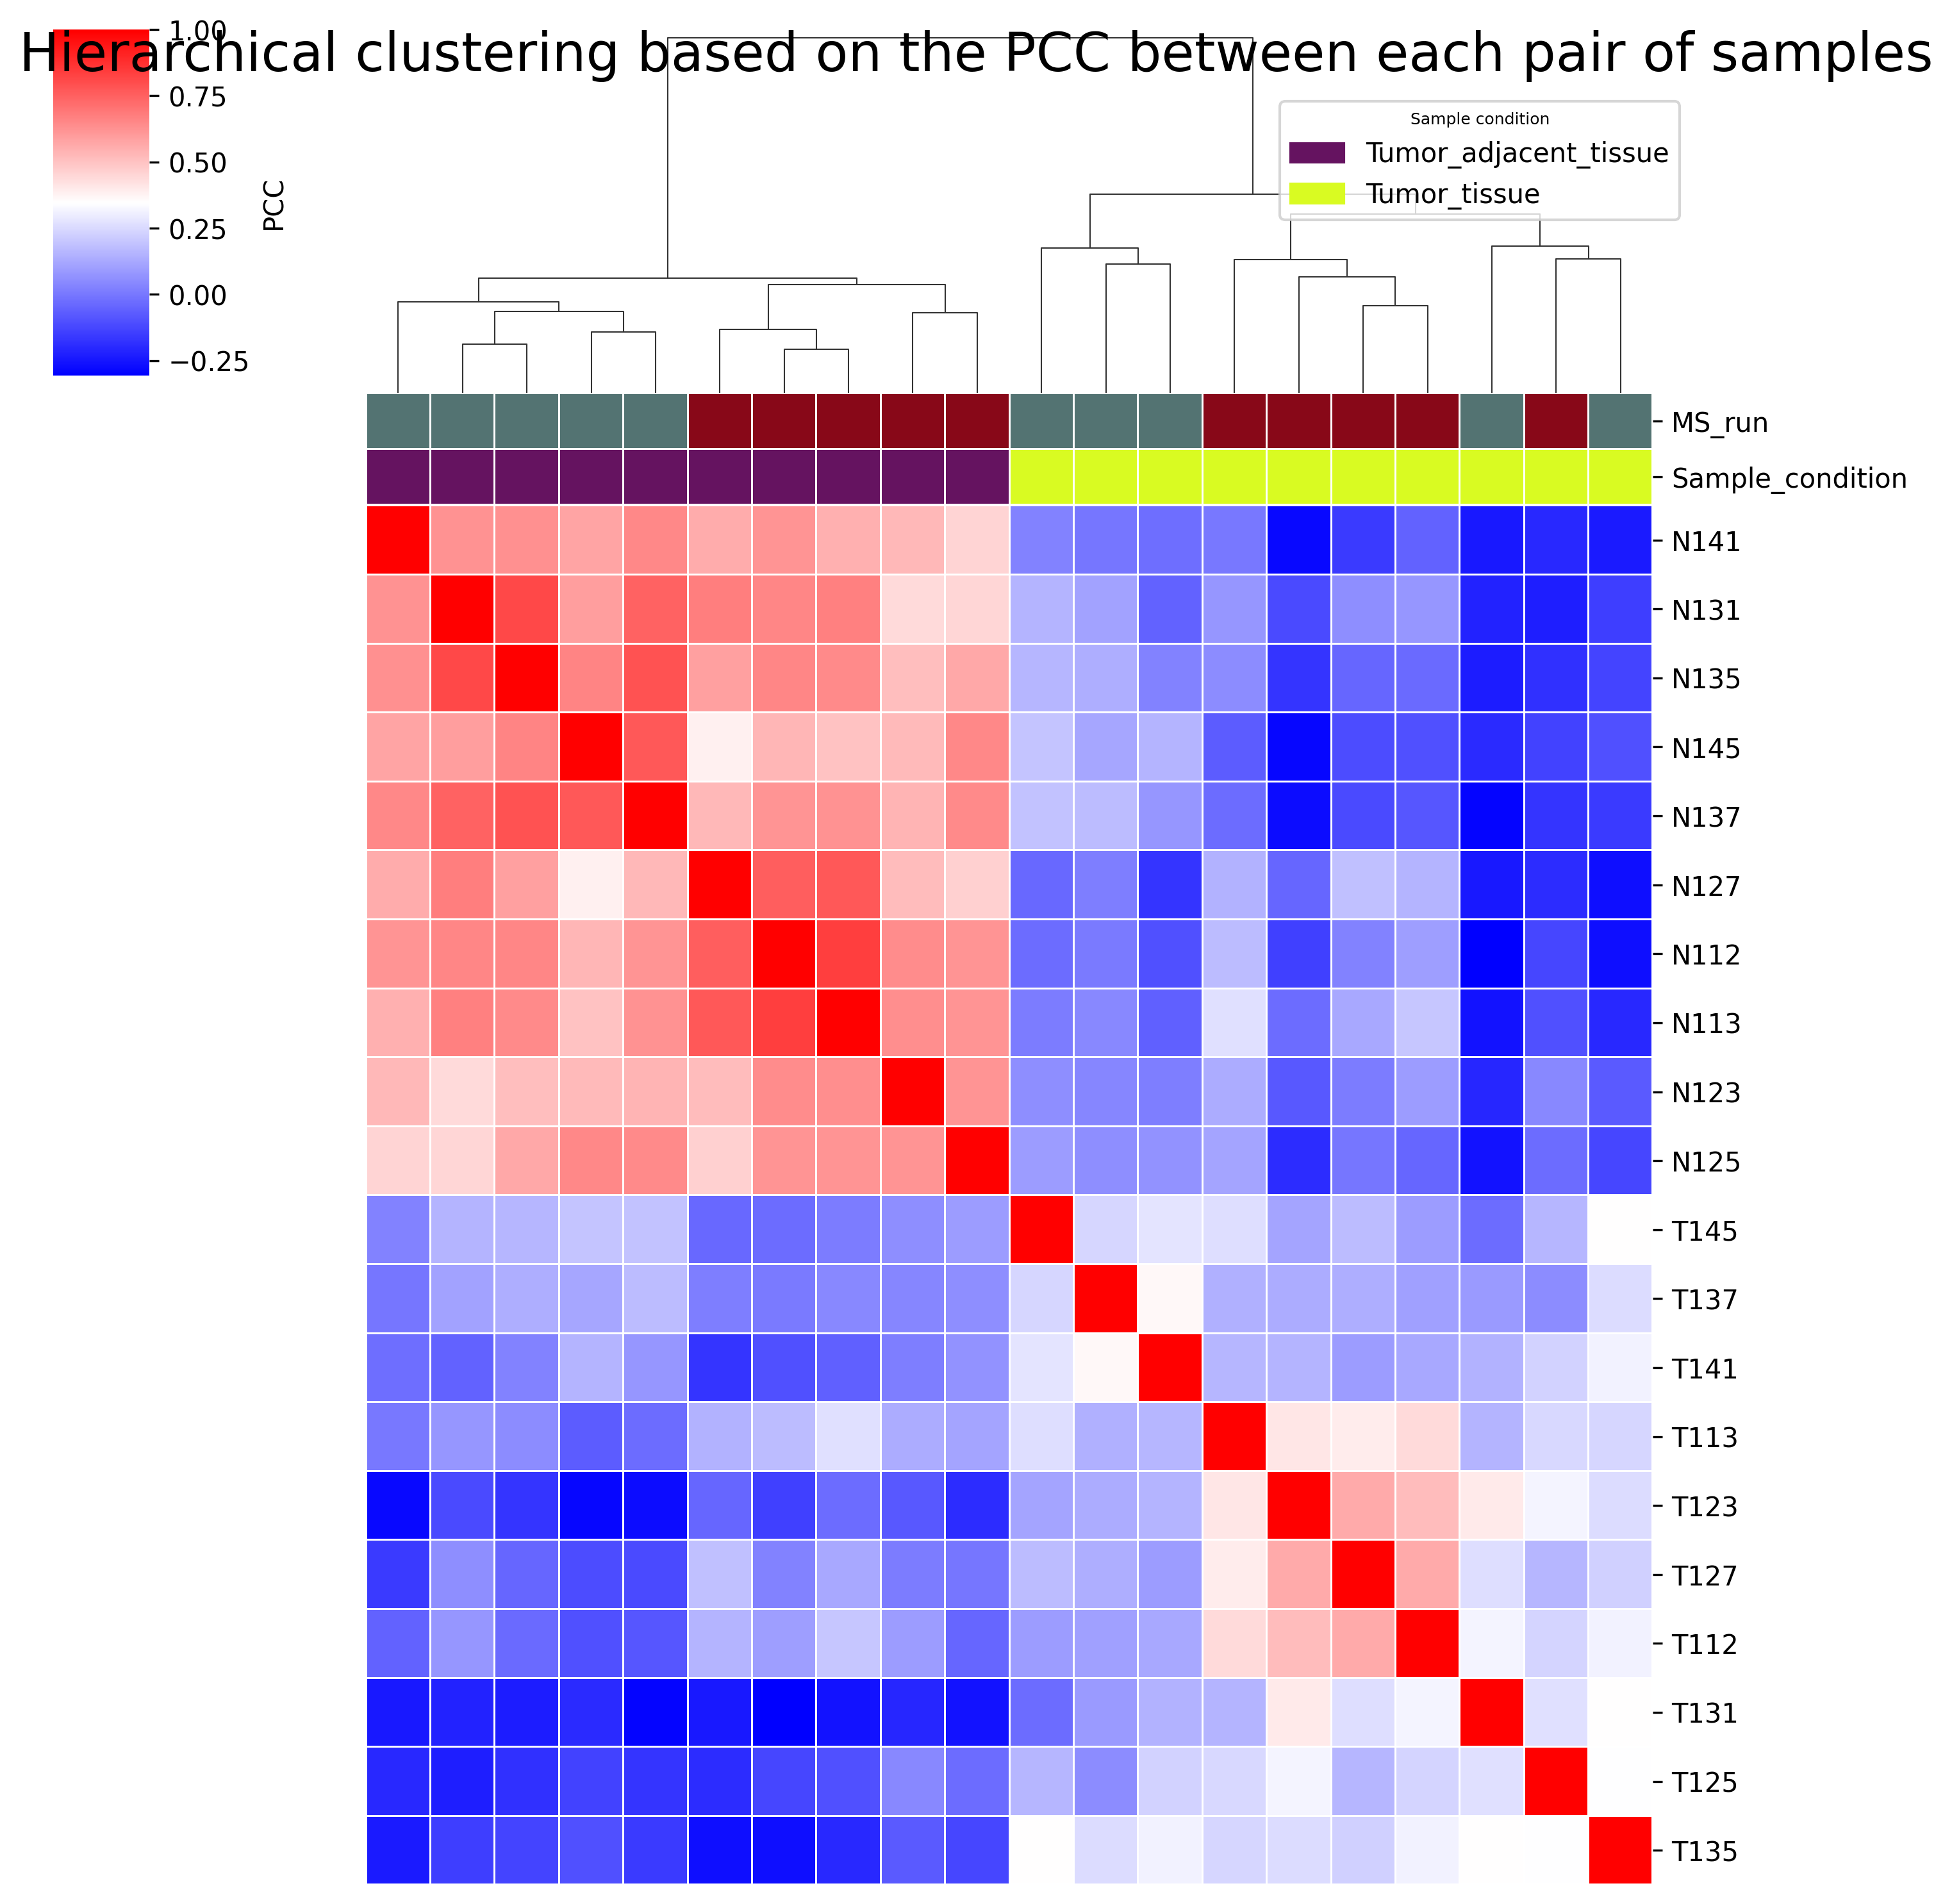 Hierarchical clustering based on the PCC between each pair of samples
1.00
0.75
0.50
0.25
0.00
−0.25
PCC
Sample condition
Tumor_adjacent_tissue
Tumor_tissue
MS_run
Sample_condition
N141
N131
N135
N145
N137
N127
N112
N113
N123
N125
T145
T137
T141
T113
T123
T127
T112
T131
T125
T135